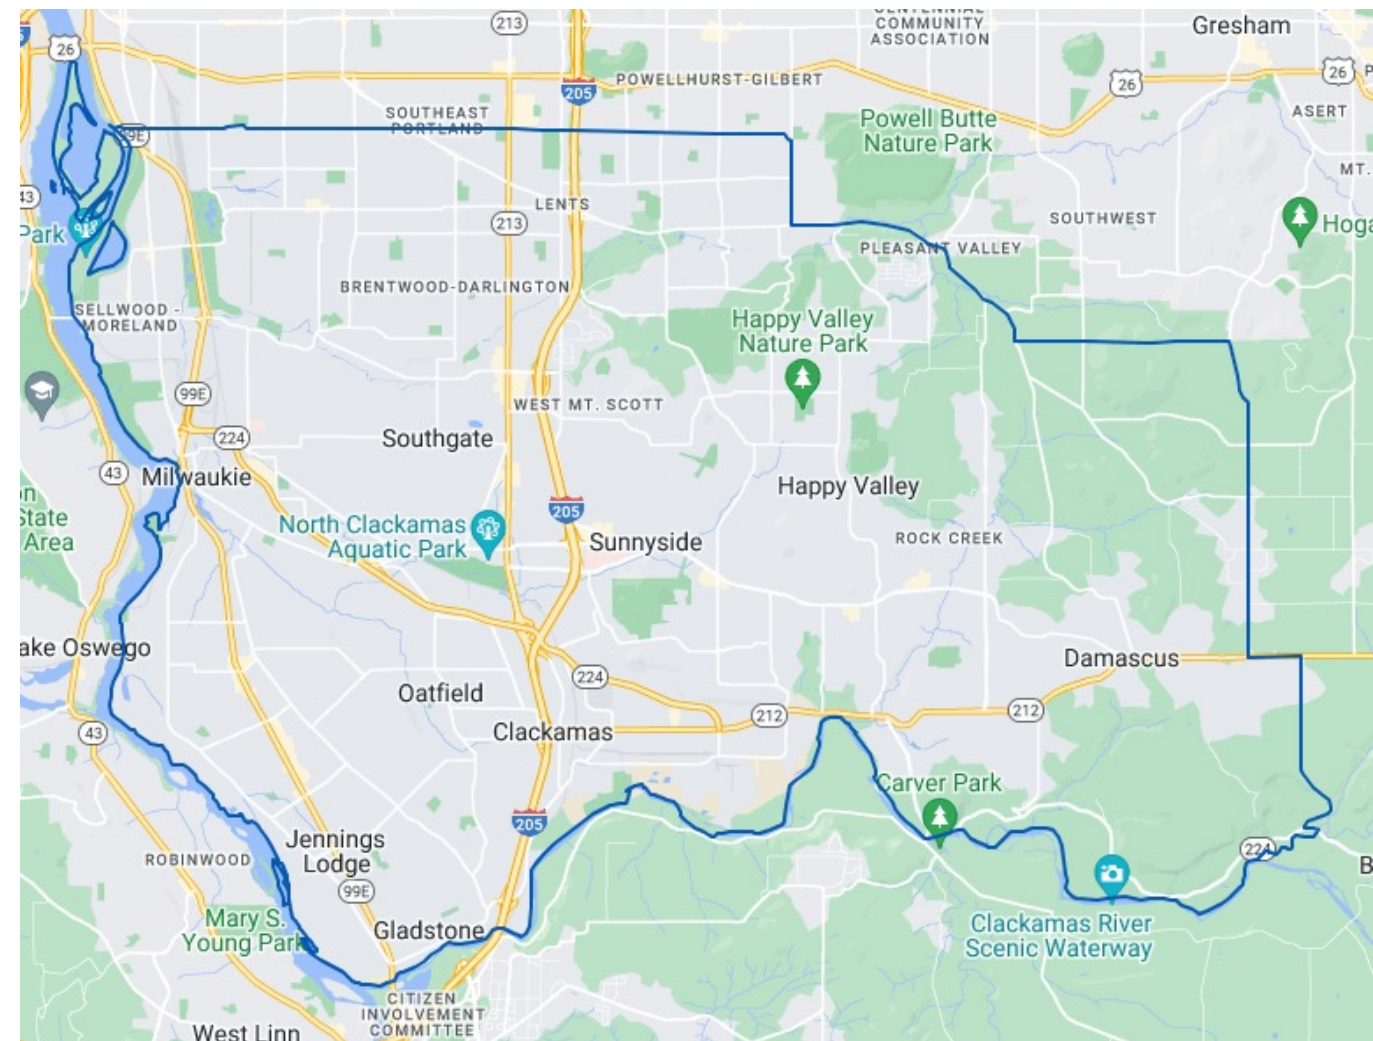 213
CENTENNIAL
COMMUNITY
ASSOCIATION
Gresham
26
205
POWELLHURST-GILBERT
26
26
SOUTHEAST
PORTLAND
99E
Powell Butte
Nature Park
ASERT
MT.
43
LENTS
213
SOUTHWEST
Park
PLEASANT VALLEY
Hoga
BRENTWOOD-DARLINGTON
SELLWOOD -
MORELAND
Happy Valley
Nature Park
99E
WEST MT. SCOTT
224
Southgate
43
Milwaukie
Happy Valley
on
State
Area
North Clackamas
Aquatic Park
205
Sunnyside
ROCK CREEK
ake Oswego
Damascus
224
Oatfield
212
212
43
Clackamas
Carver Park
205
Jennings
Lodge
ROBINWOOD
224
99E
B
Mary S.
Young Park
Gladstone
Clackamas River
Scenic Waterway
CITIZEN
INVOLVEMENT
COMMITTEE
West Linn